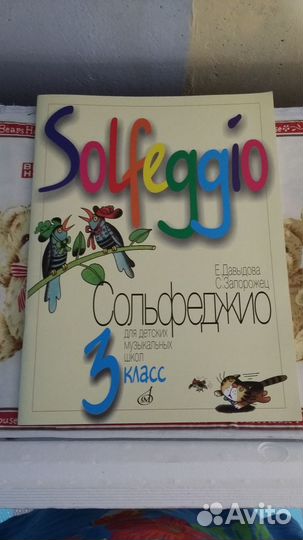 Solfeggio
Е. Давыдова
С. Запорожец
Сольфеджио
для детских
музыкальных
школ
3 класс
Avito